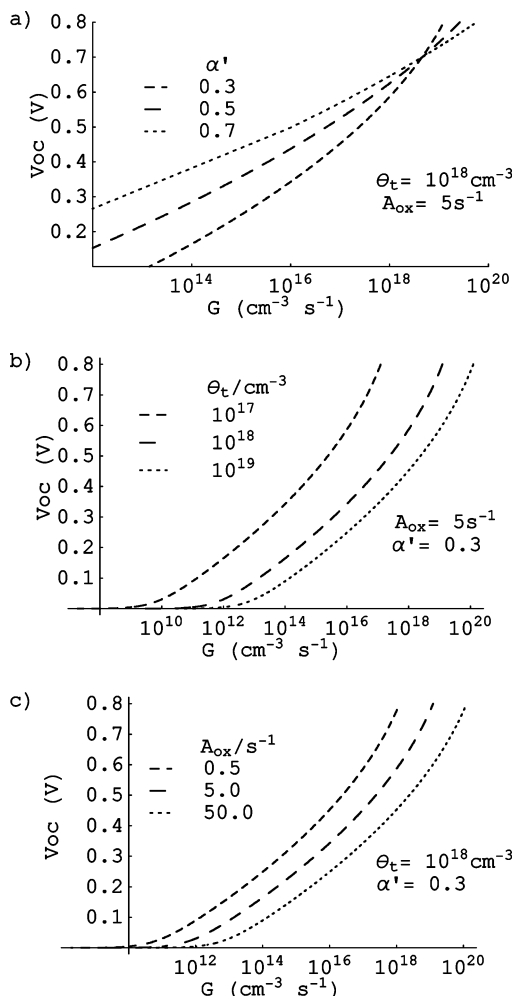 a)
0.8
0.7
0.6
0.5
0.4
0.3
0.2
Voc (V)
α'
0.3
0.5
0.7
θt= 10¹⁸cm⁻³
Aox= 5s⁻¹
10¹⁴ 10¹⁶ 10¹⁸ 10²⁰
G (cm⁻³ s⁻¹)
b)
0.8
0.7
0.6
0.5
0.4
0.3
0.2
0.1
Voc (V)
θt/cm⁻³
10¹⁷
10¹⁸
10¹⁹
Aox= 5s⁻¹
α'= 0.3
10¹⁰ 10¹² 10¹⁴ 10¹⁶ 10¹⁸ 10²⁰
G (cm⁻³ s⁻¹)
c)
0.8
0.7
0.6
0.5
0.4
0.3
0.2
0.1
Voc (V)
Aox/s⁻¹
0.5
5.0
50.0
θt= 10¹⁸cm⁻³
α'= 0.3
10¹² 10¹⁴ 10¹⁶ 10¹⁸ 10²⁰
G (cm⁻³ s⁻¹)